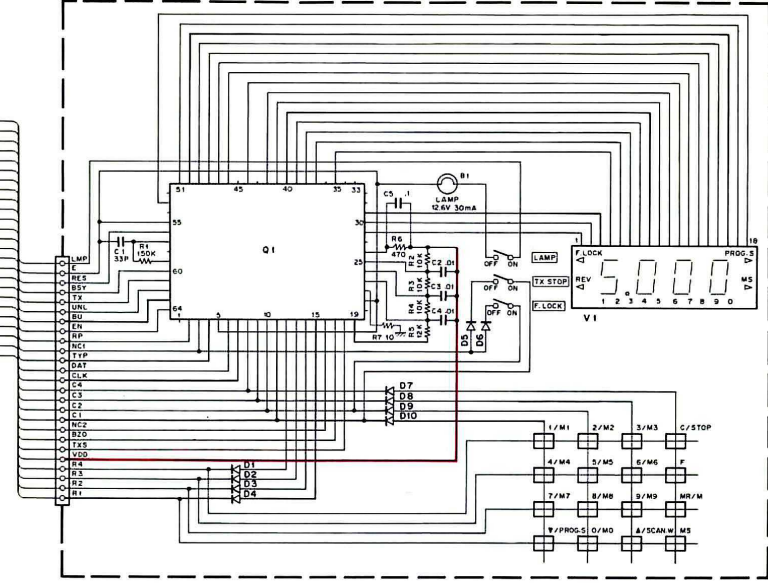 51 45 40 35 33
55
60
64
1 5 10 15 19
25
30
Q1
C1
33P
R1
150K
C5 .1
R6
470
B1
LAMP
12.6V 30mA
R2
10K
C2 .01
R3
10K
C3 .01
R4
10K
C4 .01
R5
12K
R7 10
OFF ON LAMP
OFF ON TX STOP
OFF ON F.LOCK
D5
D6
1 18
F.LOCK PROG.S
REV MS
1 2 3 4 5 6 7 8 9 0
V1
LMP
E
RES
BSY
TX
UNL
BU
EN
RP
NC1
TYP
DAT
CLK
C4
C3
C2
C1
NC2
BZO
TXS
VDD
R4
R3
R2
R1
D7
D8
D9
D10
D1
D2
D3
D4
1/M1 2/M2 3/M3 C/STOP
4/M4 5/M5 6/M6 F
7/M7 8/M8 9/M9 MR/M
▼/PROG.S 0/M0 ▲/SCAN.W MS